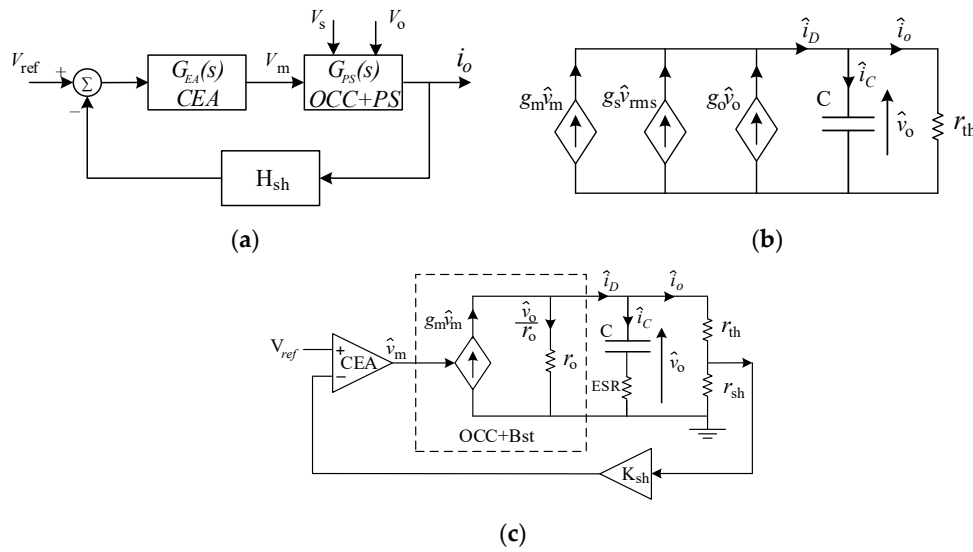 V_s V_o
V_ref + Σ − G_EA(s) CEA V_m G_PS(s) OCC+PS i_o
H_sh
(a)
î_D î_o
g_m v̂_m g_s v̂_rms g_o v̂_o C î_C v̂_o r_th
(b)
î_D î_o
g_m v̂_m v̂_o/r_o r_o C î_C v̂_o r_th
V_ref + − CEA v̂_m ESR r_sh
OCC+Bst
K_sh
(c)